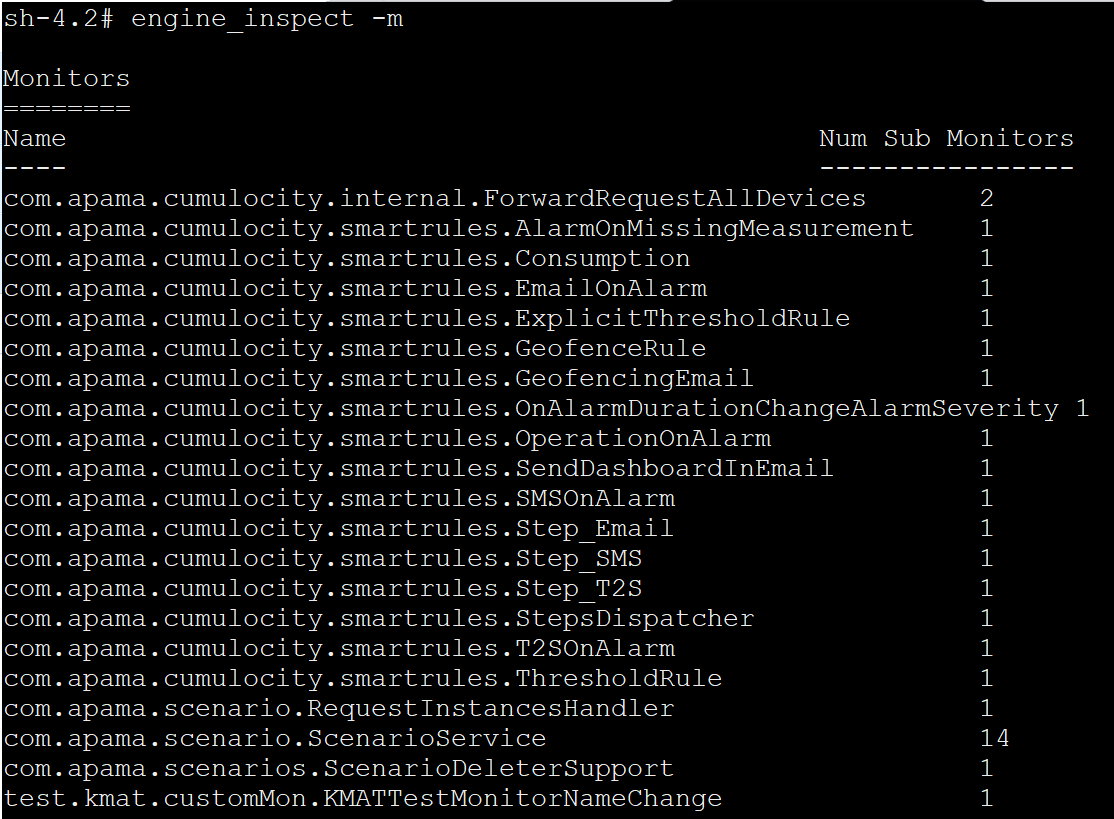 sh-4.2# engine_inspect -m
Monitors
========
Name Num Sub Monitors
---- ----------------
com.apama.cumulocity.internal.ForwardRequestAllDevices 2
com.apama.cumulocity.smartrules.AlarmOnMissingMeasurement 1
com.apama.cumulocity.smartrules.Consumption 1
com.apama.cumulocity.smartrules.EmailOnAlarm 1
com.apama.cumulocity.smartrules.ExplicitThresholdRule 1
com.apama.cumulocity.smartrules.GeofenceRule 1
com.apama.cumulocity.smartrules.GeofencingEmail 1
com.apama.cumulocity.smartrules.OnAlarmDurationChangeAlarmSeverity 1
com.apama.cumulocity.smartrules.OperationOnAlarm 1
com.apama.cumulocity.smartrules.SendDashboardInEmail 1
com.apama.cumulocity.smartrules.SMSOnAlarm 1
com.apama.cumulocity.smartrules.Step_Email 1
com.apama.cumulocity.smartrules.Step_SMS 1
com.apama.cumulocity.smartrules.Step_T2S 1
com.apama.cumulocity.smartrules.StepsDispatcher 1
com.apama.cumulocity.smartrules.T2SOnAlarm 1
com.apama.cumulocity.smartrules.ThresholdRule 1
com.apama.scenario.RequestInstancesHandler 1
com.apama.scenario.ScenarioService 14
com.apama.scenarios.ScenarioDeleterSupport 1
test.kmat.customMon.KMATTestMonitorNameChange 1